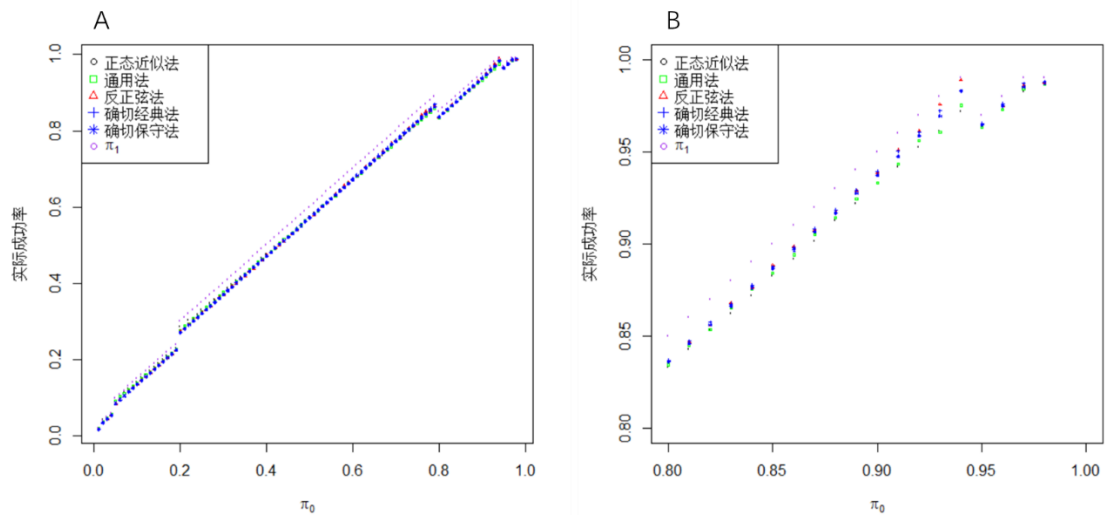 A
正态近似法
通用法
反正弦法
确切经典法
确切保守法
π₁
实际成功率
1.0
0.8
0.6
0.4
0.2
0.0
0.0 0.2 0.4 0.6 0.8 1.0
π₀
B
正态近似法
通用法
反正弦法
确切经典法
确切保守法
π₁
实际成功率
1.00
0.95
0.90
0.85
0.80
0.80 0.85 0.90 0.95 1.00
π₀